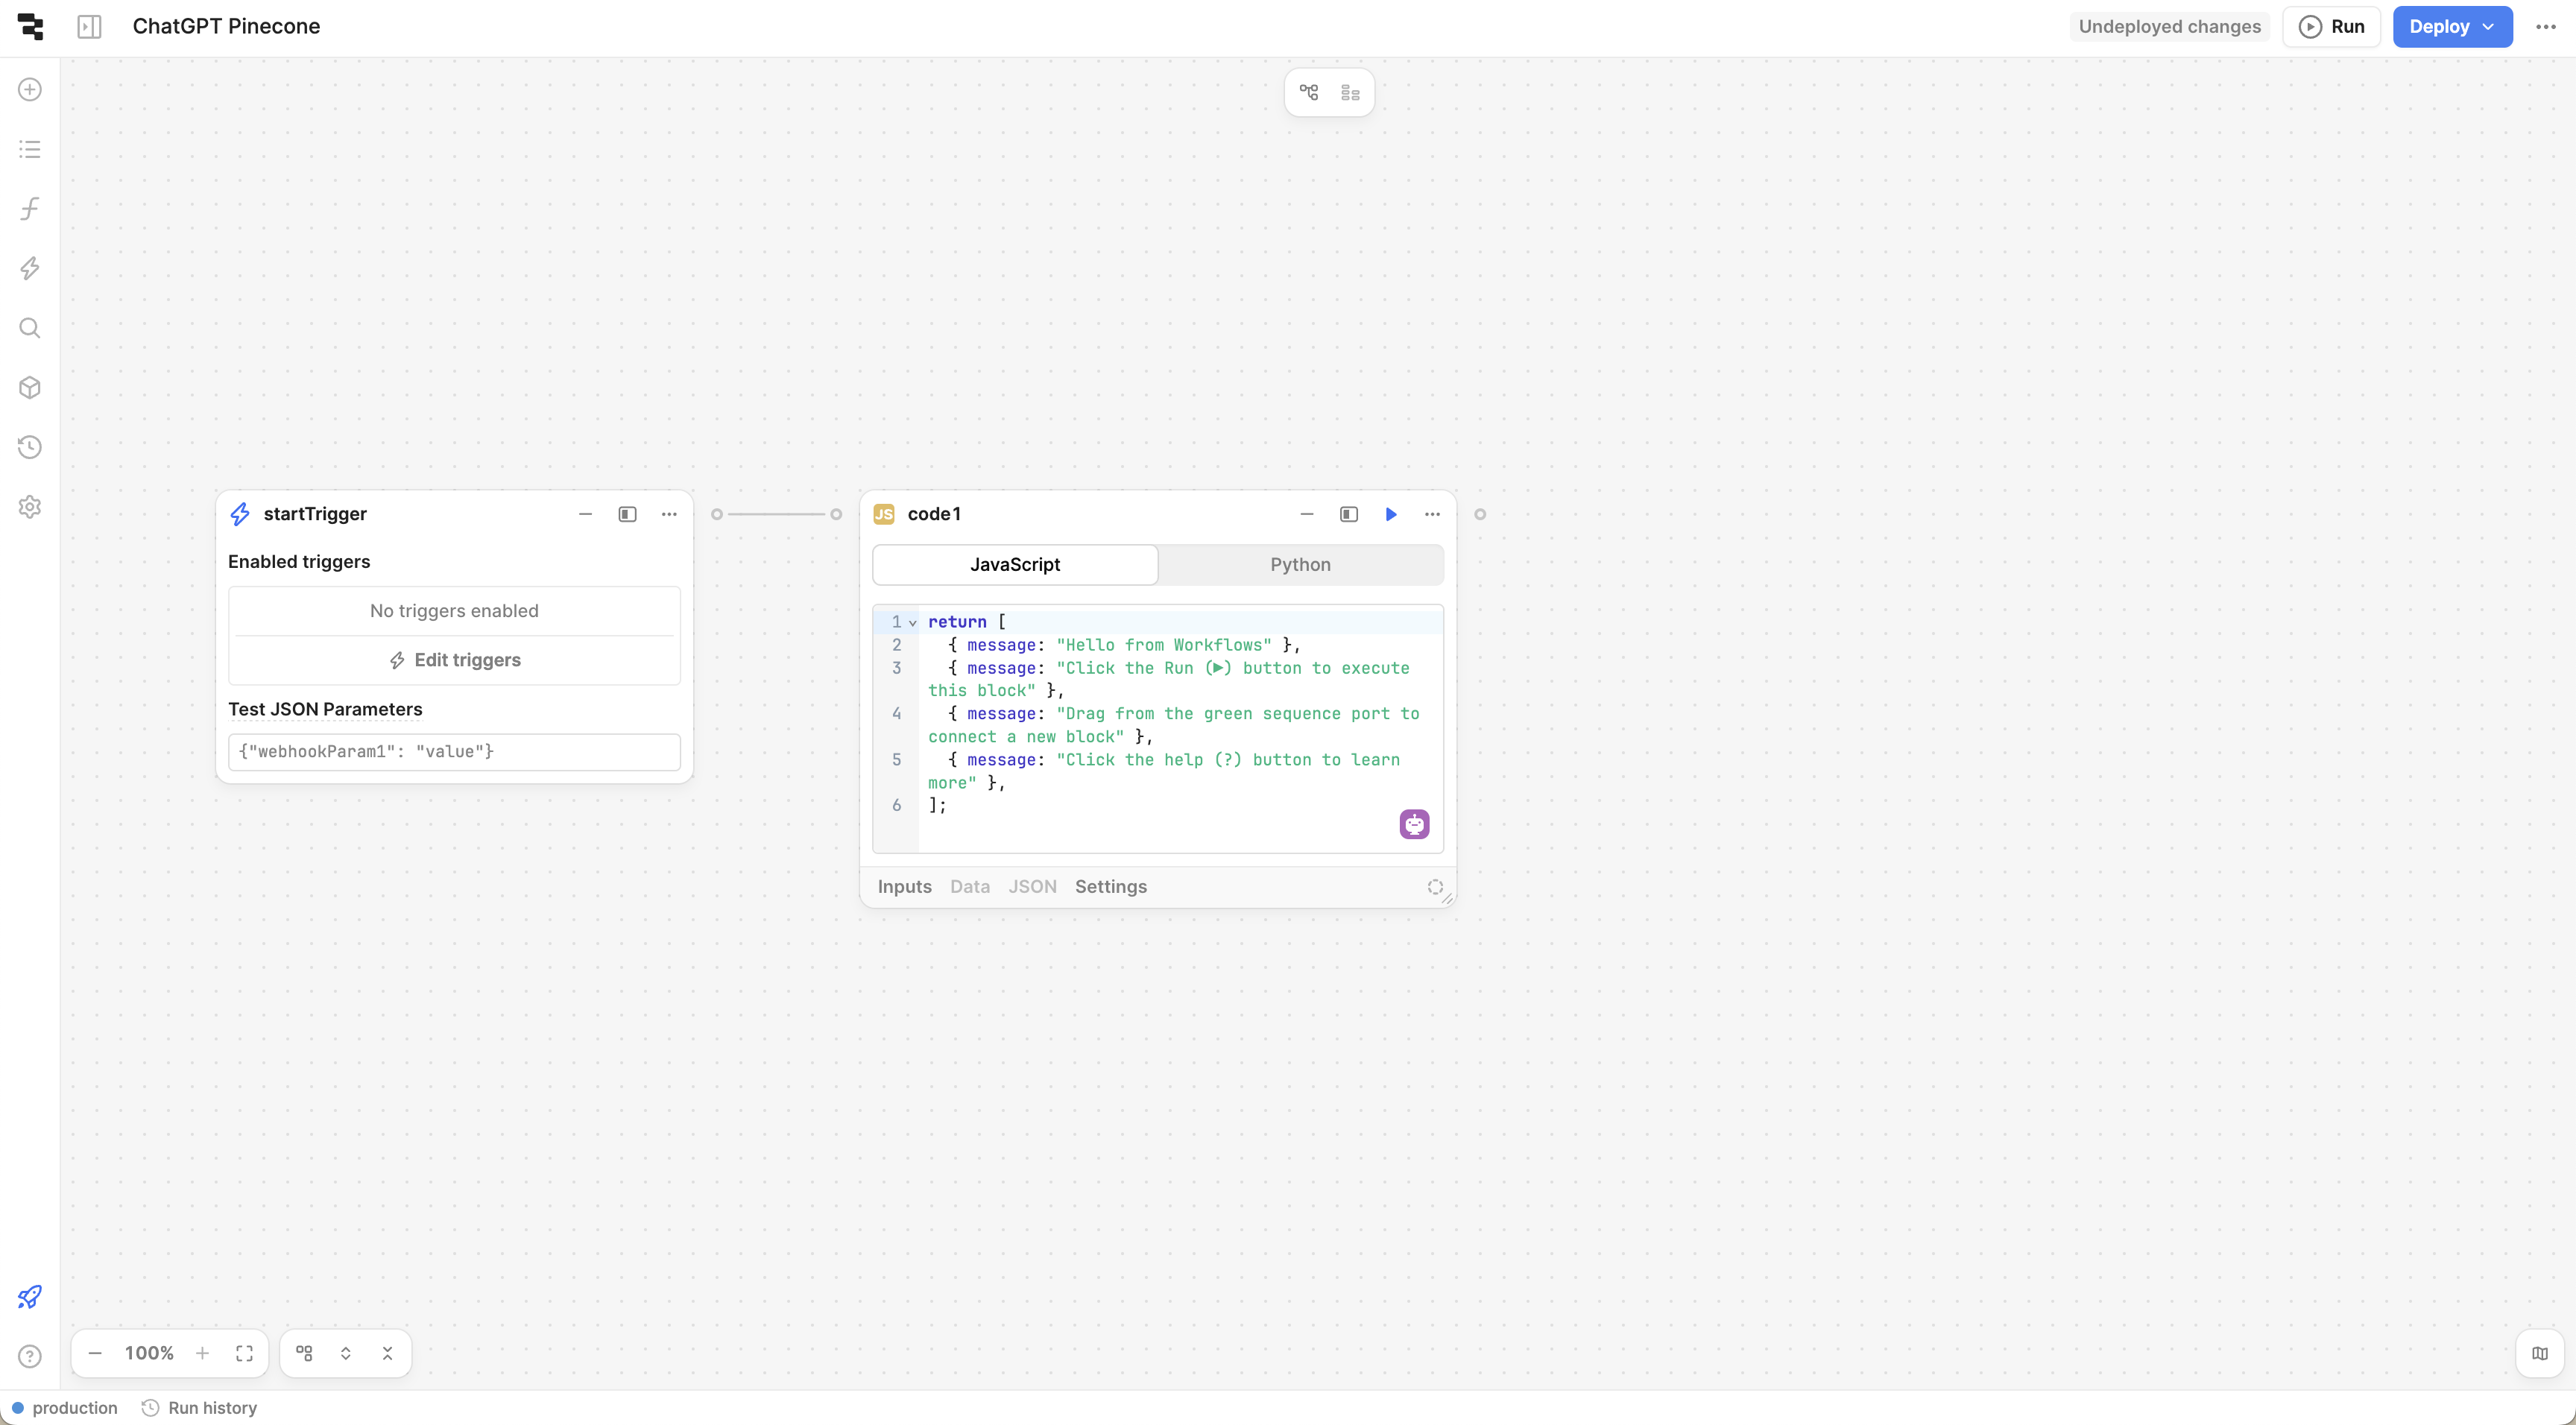 ChatGPT Pinecone
Undeployed changes
Run
Deploy
startTrigger
Enabled triggers
No triggers enabled
Edit triggers
Test JSON Parameters
{"webhookParam1": "value"}
JS code1
JavaScript
Python
1 return [
2 { message: "Hello from Workflows" },
3 { message: "Click the Run (▶) button to execute
this block" },
4 { message: "Drag from the green sequence port to
connect a new block" },
5 { message: "Click the help (?) button to learn
more" },
6 ];
Inputs Data JSON Settings
100%
production
Run history